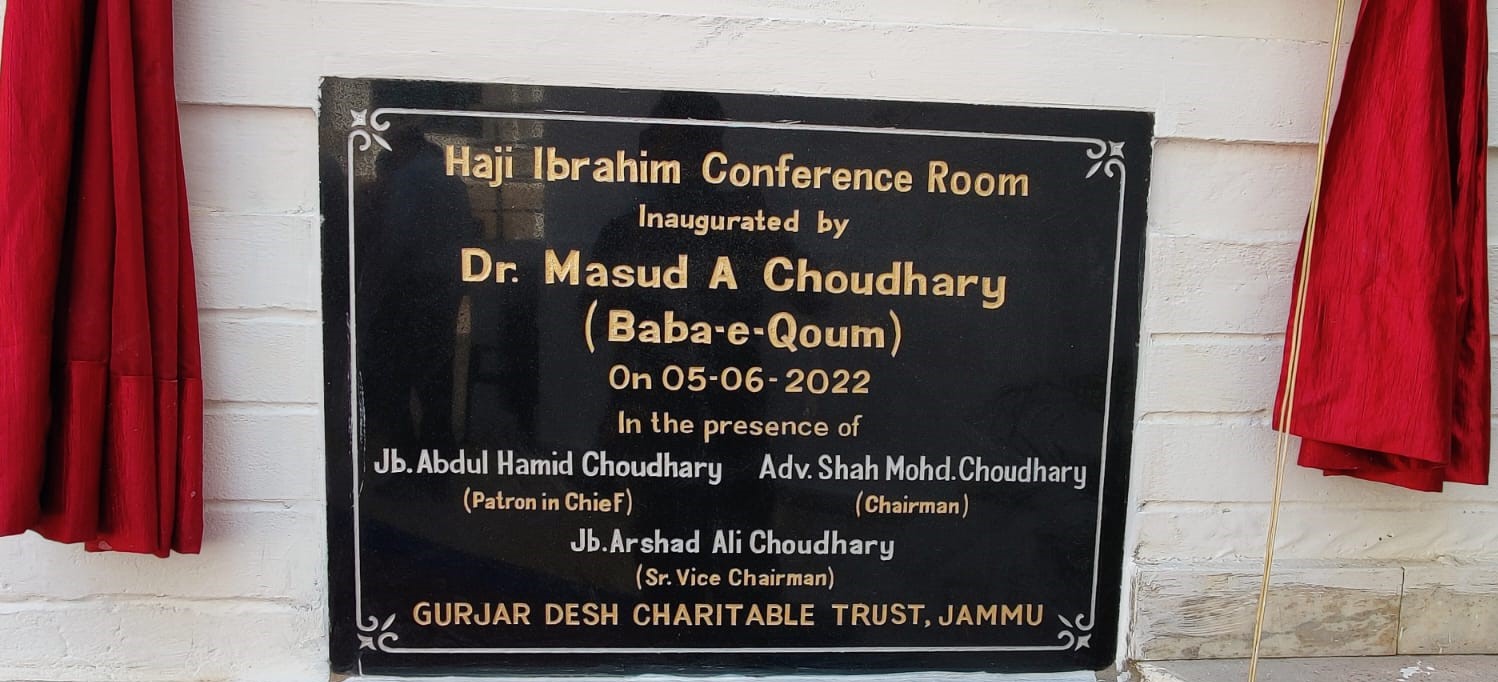 Haji Ibrahim Conference Room
Inaugurated by
Dr. Masud A Choudhary
(Baba-e-Qoum)
On 05-06-2022
In the presence of
Jb. Abdul Hamid Choudhary Adv. Shah Mohd. Choudhary
(Patron in ChieF) (Chairman)
Jb. Arshad Ali Choudhary
(Sr. Vice Chairman)
GURJAR DESH CHARITABLE TRUST, JAMMU